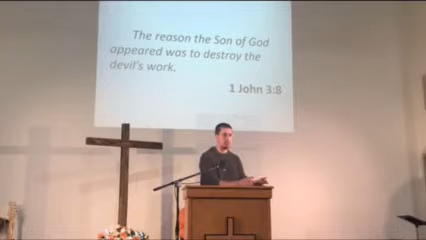 The reason the Son of God
appeared was to destroy the
devil's work.
1 John 3:8